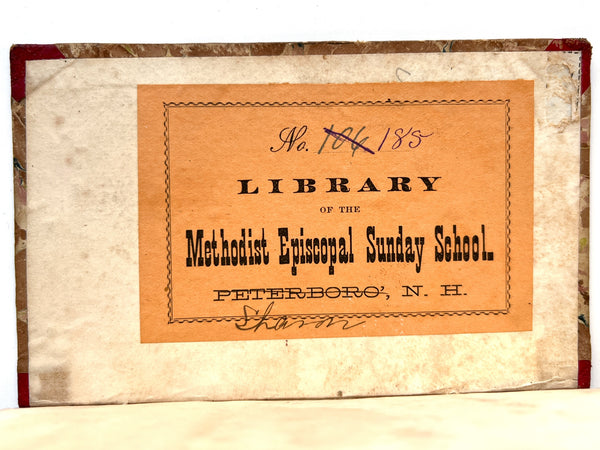 No. 104 185
LIBRARY
OF THE
Methodist Episcopal Sunday School.
PETERBORO', N. H.
Sharon